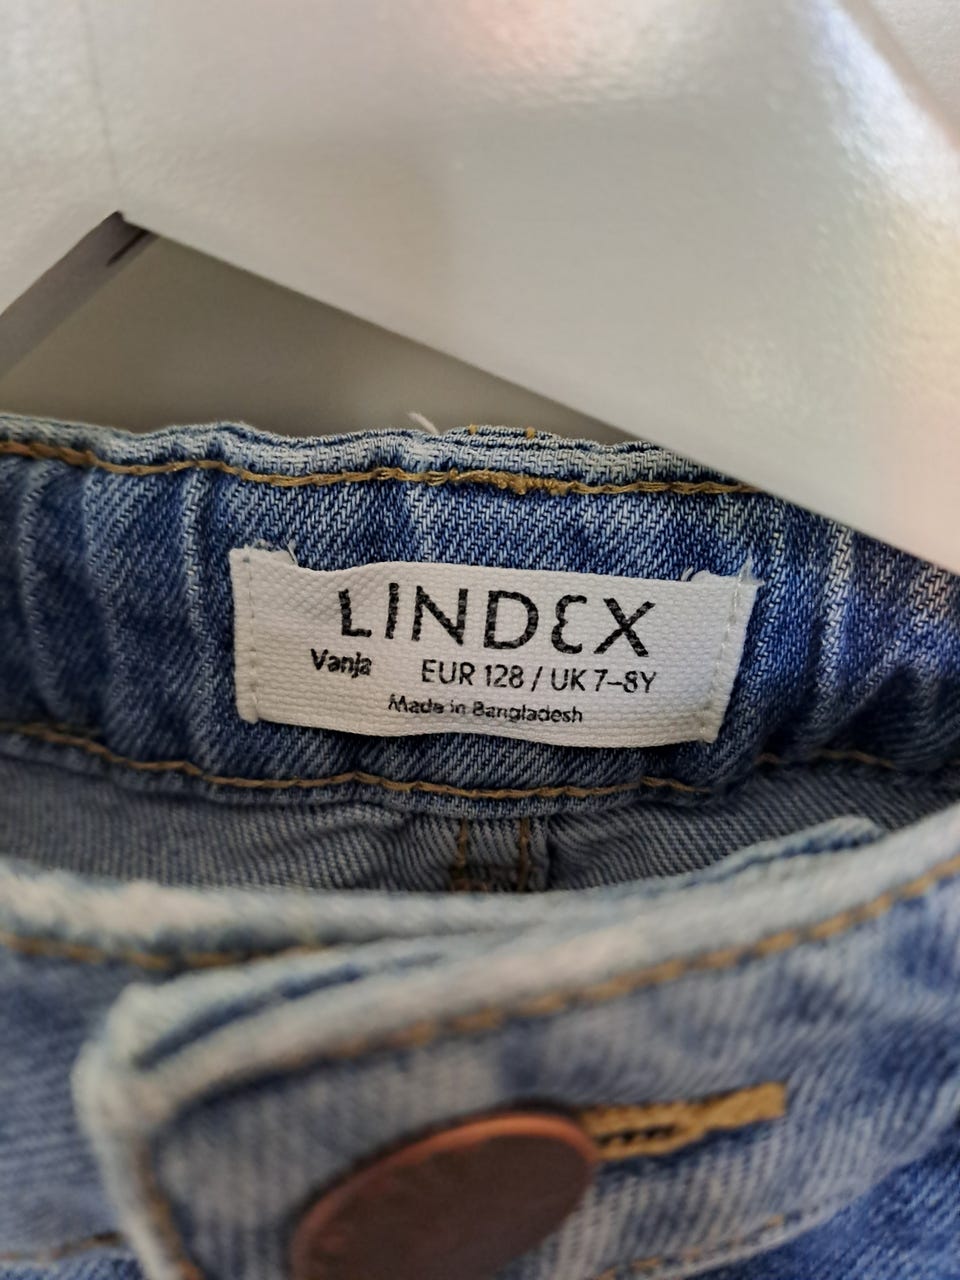 LINDEX
Vanja EUR 128 / UK 7–8Y
Made in Bangladesh